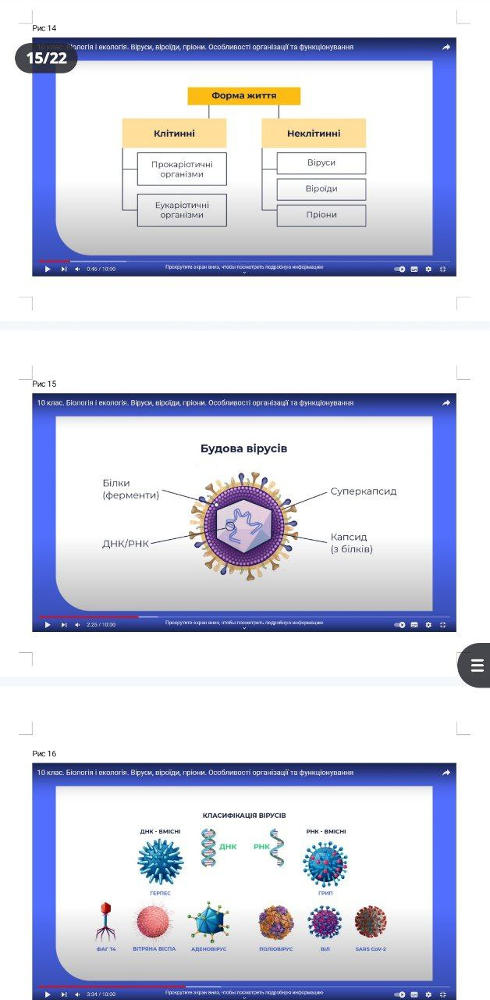 Рис 14
15/22
10 клас. Біологія і екологія. Віруси, віроїди, пріони. Особливості організації та функціонування
Форма життя
Клітинні
Неклітинні
Прокаріотичні
організми
Еукаріотичні
організми
Віруси
Віроїди
Пріони
0:46 / 10:00
Прокрутите экран вниз, чтобы посмотреть подробную информацию
Рис 15
10 клас. Біологія і екологія. Віруси, віроїди, пріони. Особливості організації та функціонування
Будова вірусів
Білки
(ферменти)
ДНК/РНК
Суперкапсид
Капсид
(з білків)
2:25 / 10:00
Прокрутите экран вниз, чтобы посмотреть подробную информацию
Рис 16
10 клас. Біологія і екологія. Віруси, віроїди, пріони. Особливості організації та функціонування
КЛАСИФІКАЦІЯ ВІРУСІВ
ДНК - ВМІСНІ
РНК - ВМІСНІ
ДНК
РНК
ГЕРПЕС
ГРИП
ФАГ Т4
ВІТРЯНА ВІСПА
АДЕНОВІРУС
ПОЛІОВІРУС
ВІЛ
SARS CoV-2
3:34 / 10:00
Прокрутите экран вниз, чтобы посмотреть подробную информацию